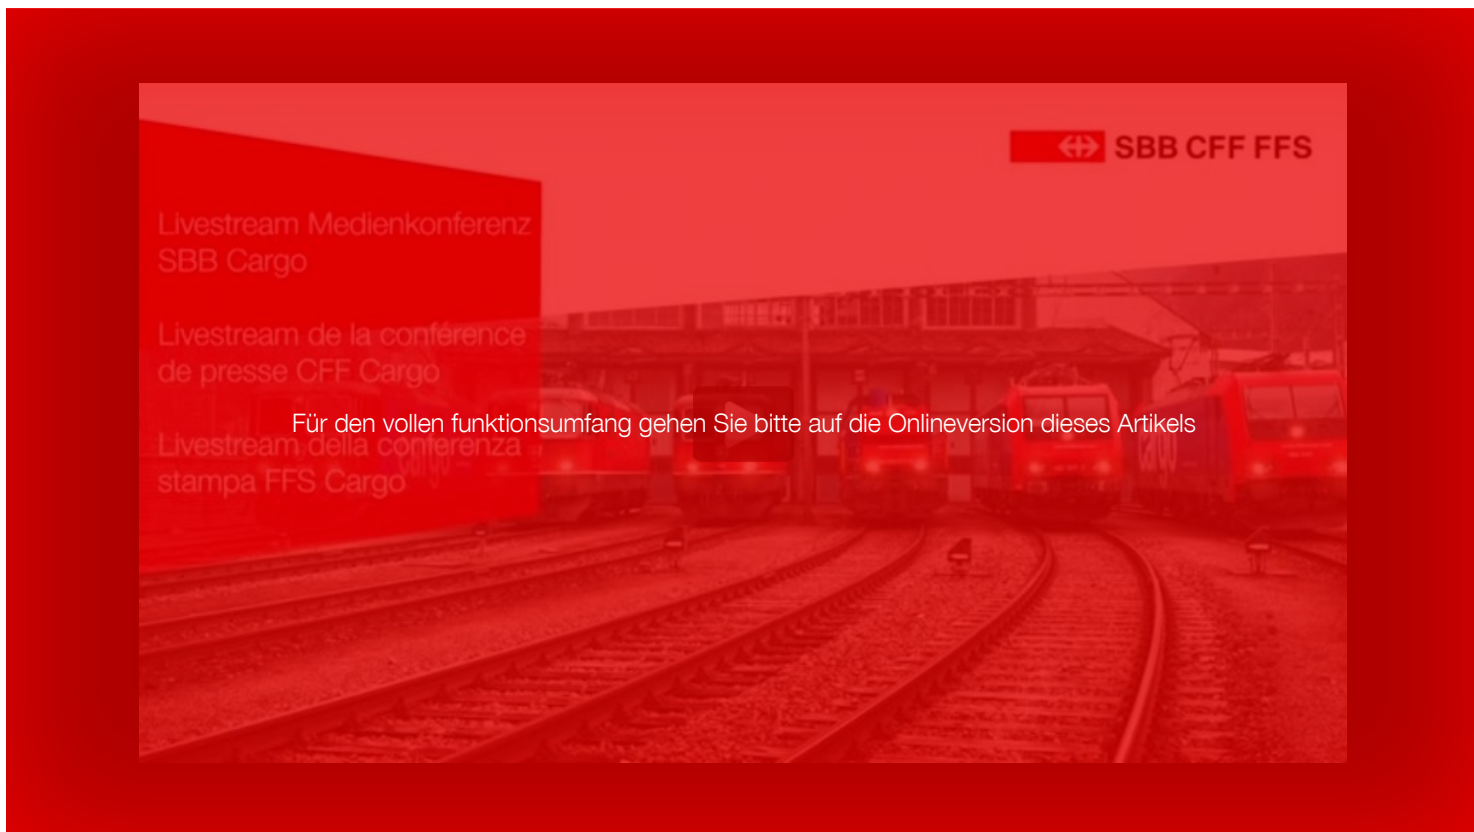 SBB CFF FFS
Livestream Medienkonferenz
SBB Cargo
Livestream de la conférence
de presse CFF Cargo
Für den vollen funktionsumfang gehen Sie bitte auf die Onlineversion dieses Artikels
Livestream della conferenza
stampa FFS Cargo
cargo